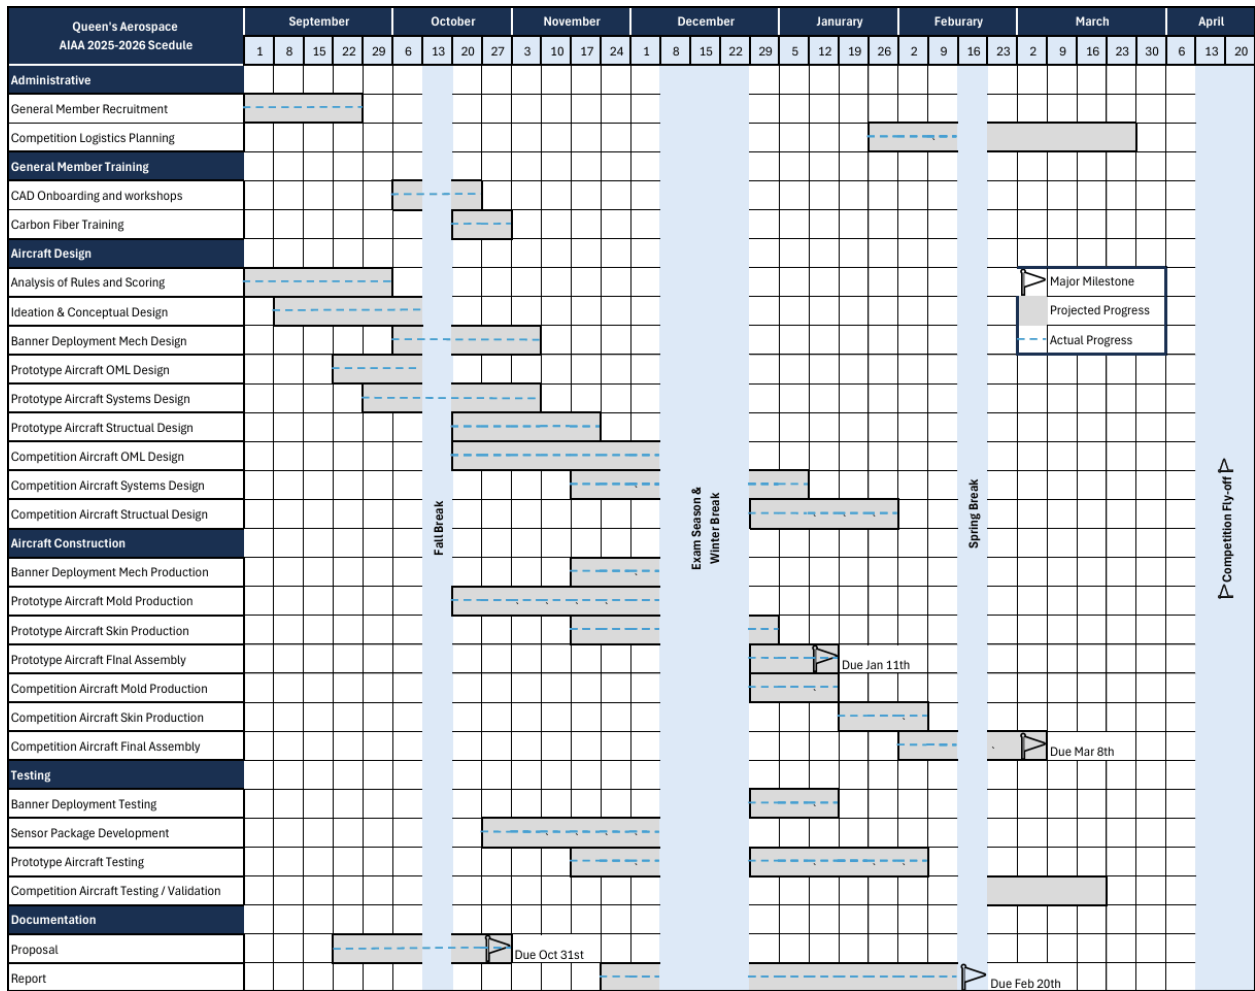 Queen's Aerospace
AIAA 2025-2026 Scedule
September October November December Janurary Feburary March April
1 8 15 22 29 6 13 20 27 3 10 17 24 1 8 15 22 29 5 12 19 26 2 9 16 23 2 9 16 23 30 6 13 20
Administrative
General Member Recruitment
Competition Logistics Planning
General Member Training
CAD Onboarding and workshops
Carbon Fiber Training
Aircraft Design
Analysis of Rules and Scoring
Major Milestone
Ideation & Conceptual Design
Projected Progress
Banner Deployment Mech Design
Actual Progress
Prototype Aircraft OML Design
Prototype Aircraft Systems Design
Prototype Aircraft Structual Design
Competition Aircraft OML Design
Competition Aircraft Systems Design
Competition Aircraft Structual Design
Fall Break
Exam Season &
Winter Break
Spring Break
Competition Fly-off
Aircraft Construction
Banner Deployment Mech Production
Prototype Aircraft Mold Production
Prototype Aircraft Skin Production
Prototype Aircraft FInal Assembly
Due Jan 11th
Competition Aircraft Mold Production
Competition Aircraft Skin Production
Competition Aircraft Final Assembly
Due Mar 8th
Testing
Banner Deployment Testing
Sensor Package Development
Prototype Aircraft Testing
Competition Aircraft Testing / Validation
Documentation
Proposal
Due Oct 31st
Report
Due Feb 20th